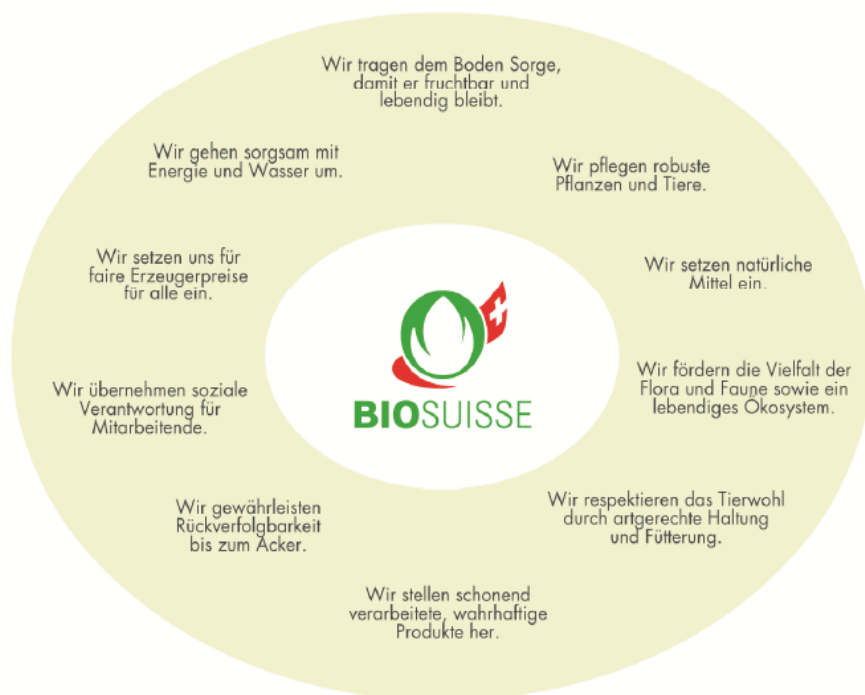 Wir tragen dem Boden Sorge,
damit er fruchtbar und
lebendig bleibt.
Wir pflegen robuste
Pflanzen und Tiere.
Wir setzen natürliche
Mittel ein.
Wir fördern die Vielfalt der
Flora und Faune sowie ein
lebendiges Ökosystem.
Wir respektieren das Tierwohl
durch artgerechte Haltung
und Fütterung.
Wir stellen schonend
verarbeitete, wahrhaftige
Produkte her.
Wir gewährleisten
Rückverfolgbarkeit
bis zum Acker.
Wir übernehmen soziale
Verantwortung für
Mitarbeitende.
Wir setzen uns für
faire Erzeugerpreise
für alle ein.
Wir gehen sorgsam mit
Energie und Wasser um.
BIOSUISSE